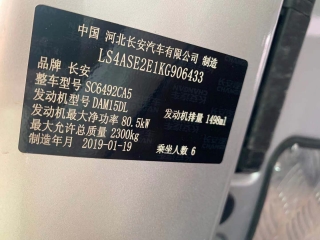 中国 河北长安汽车有限公司 制造
LS4ASE2E1KG906433
品牌 长安
整车型号 SC6492CA5
发动机型号 DAM15DL 发动机排量 1498ml
发动机最大净功率 80.5kW
最大允许总质量 2300kg
制造年月 2019-01-19 乘坐人数 6